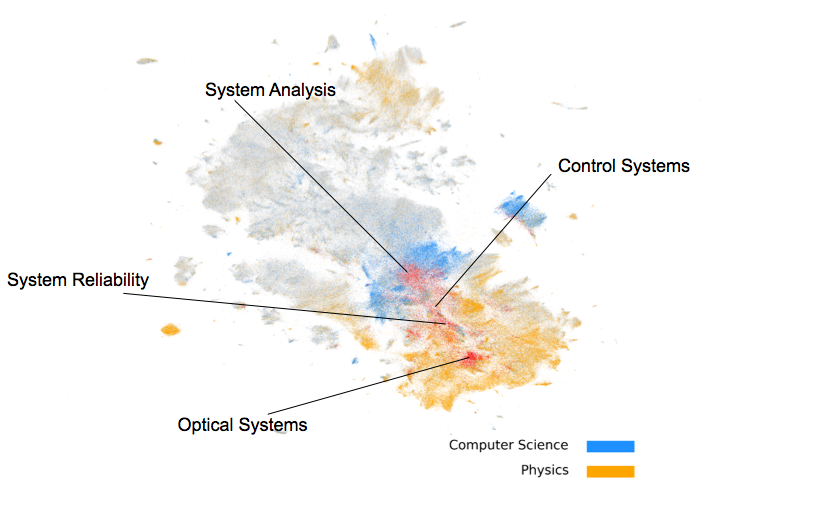 System Analysis
Control Systems
System Reliability
Optical Systems
Computer Science
Physics